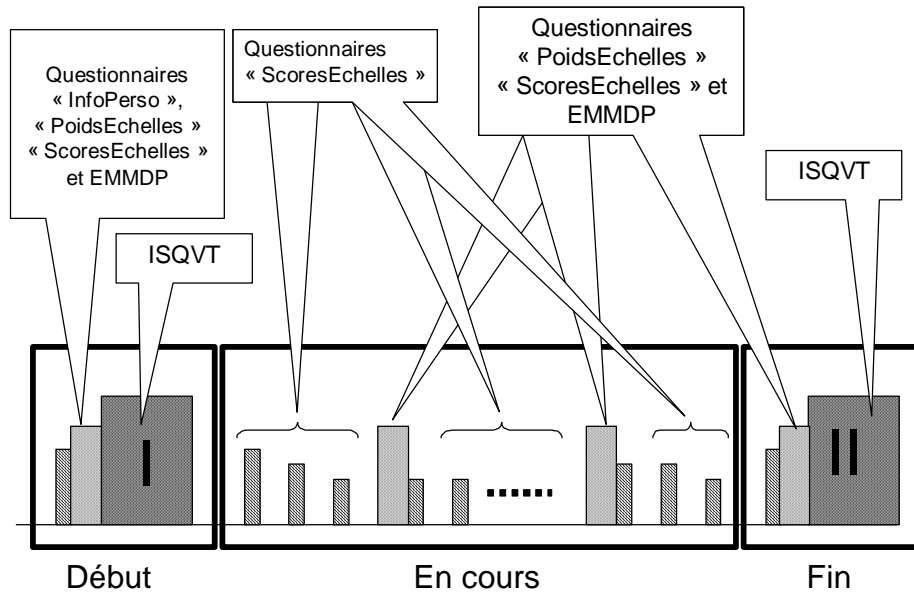 Questionnaires
« InfoPerso »,
« PoidsEchelles »
« ScoresEchelles »
et EMMDP
ISQVT
Questionnaires
« ScoresEchelles »
Questionnaires
« PoidsEchelles »
« ScoresEchelles » et
EMMDP
ISQVT
I
II
Début
En cours
Fin